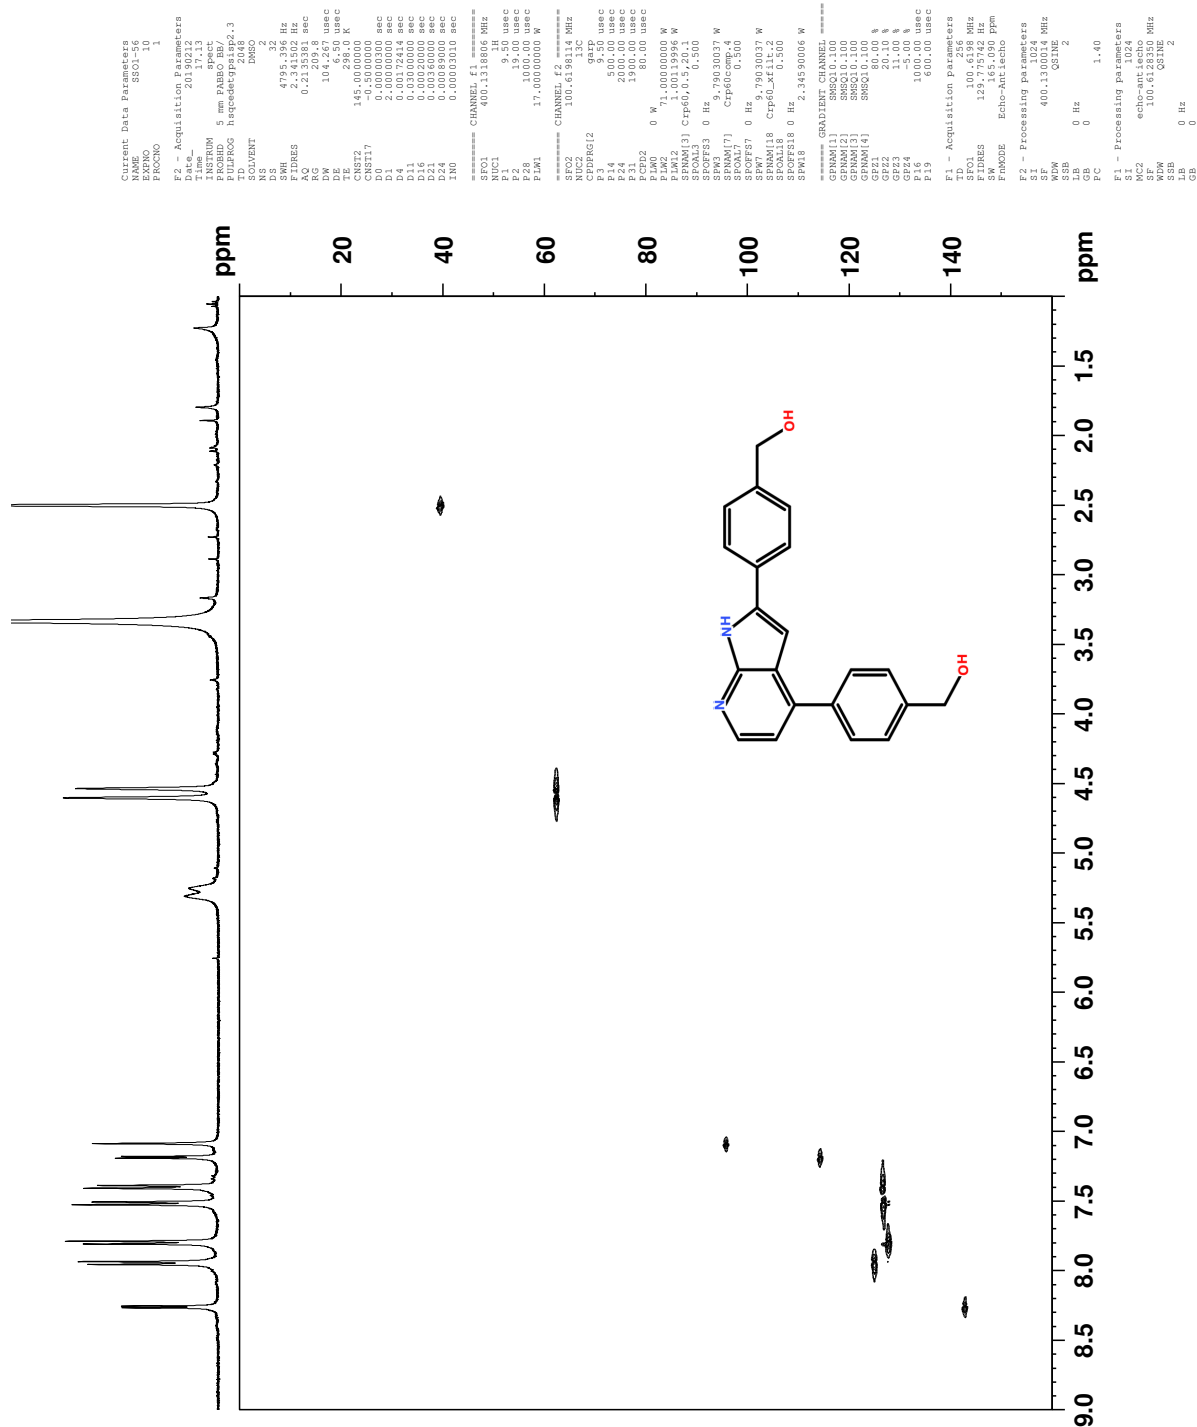 Current Data Parameters
NAME SSO1-56
EXPNO 10
PROCNO 1
F2 - Acquisition Parameters
Date_ 20190212
Time 17.13
INSTRUM spect
PROBHD 5 mm PABBO-BB/
PULPROG hsqcedetgpsisp2.3
TD 2048
SOLVENT DMSO
NS 2
DS 32
SWH 4795.396 Hz
FIDRES 2.341502 Hz
AQ 0.2135381 sec
RG 209.8
DW 104.267 usec
DE 6.50 usec
TE 298.0 K
CNST2 145.0000000
CNST17 -0.5000000
D0 0.00000300 sec
D1 2.00000000 sec
D4 0.00172414 sec
D11 0.03000000 sec
D16 0.00020000 sec
D21 0.00360000 sec
D24 0.00089000 sec
IN0 0.00003010 sec
======== CHANNEL f1 ========
SFO1 400.1318806 MHz
NUC1 1H
P1 9.50 usec
P2 19.00 usec
P28 1000.00 usec
PLW1 17.00000000 W
======== CHANNEL f2 ========
SFO2 100.6198114 MHz
NUC2 13C
CPDPRG[2 garp
P3 9.50 usec
P14 500.00 usec
P24 2000.00 usec
P31 1900.00 usec
PCPD2 80.00 usec
PLW0 0 W
PLW2 71.00000000 W
PLW12 1.00119996 W
SPNAM[3] Crp60,0.5,20.1
SPOAL3 0.500
SPOFFS3 0 Hz
SPW3 9.79030037 W
SPNAM[7] Crp60comp.4
SPOAL7 0.500
SPOFFS7 0 Hz
SPW7 9.79030037 W
SPNAM[18 Crp60_xfilt.2
SPOAL18 0.500
SPOFFS18 0 Hz
SPW18 2.34590006 W
====== GRADIENT CHANNEL =====
GPNAM[1] SMSQ10.100
GPNAM[2] SMSQ10.100
GPNAM[3] SMSQ10.100
GPNAM[4] SMSQ10.100
GPZ1 80.00 %
GPZ2 20.10 %
GPZ3 11.00 %
GPZ4 -5.00 %
P16 1000.00 usec
P19 600.00 usec
F1 - Acquisition parameters
TD 256
SFO1 100.6198 MHz
FIDRES 129.775742 Hz
SW 165.090 ppm
FnMODE Echo-Antiecho
F2 - Processing parameters
SI 1024
SF 400.1300014 MHz
WDW QSINE
SSB 2
LB 0 Hz
GB 0
PC 1.40
F1 - Processing parameters
SI 1024
MC2 echo-antiecho
SF 100.6128350 MHz
WDW QSINE
SSB 2
LB 0 Hz
GB 0
ppm
20
40
60
80
100
120
140
ppm
1.5
2.0
2.5
3.0
3.5
4.0
4.5
5.0
5.5
6.0
6.5
7.0
7.5
8.0
8.5
9.0
OH
NH
N
OH